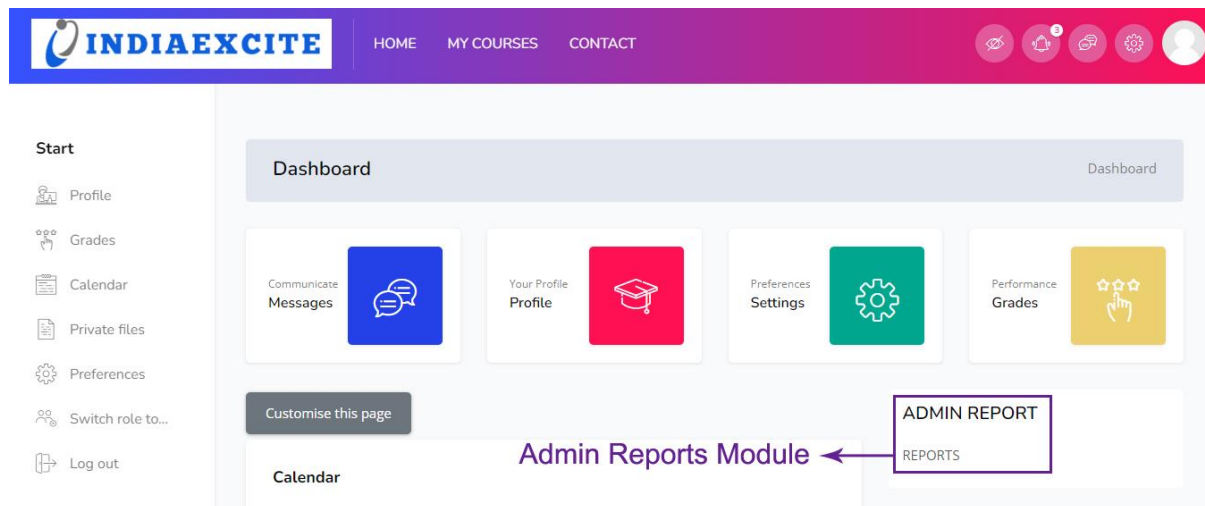 INDIAEXCITE
HOME MY COURSES CONTACT
3
Start
Profile
Grades
Calendar
Private files
Preferences
Switch role to...
Log out
Dashboard
Dashboard
Communicate
Messages
Your Profile
Profile
Preferences
Settings
Performance
Grades
Customise this page
Calendar
Admin Reports Module
ADMIN REPORT
REPORTS